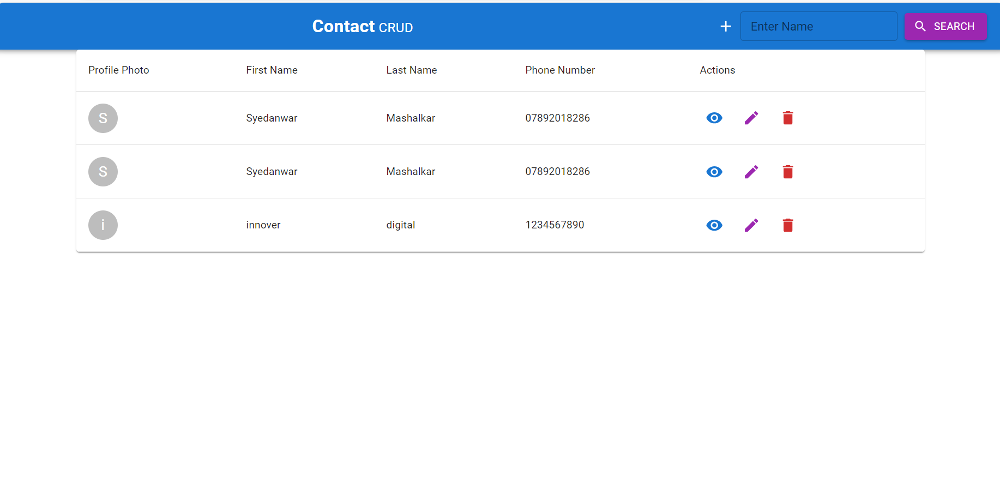 Contact CRUD
Enter Name
SEARCH
Profile Photo First Name Last Name Phone Number Actions
S Syedanwar Mashalkar 07892018286
S Syedanwar Mashalkar 07892018286
i innover digital 1234567890